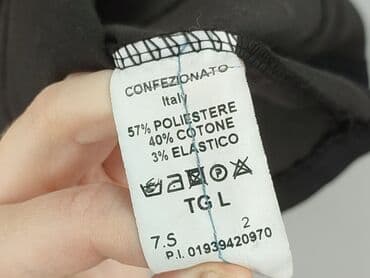 CONFEZIONATO
Italy
57% POLIESTERE
40% COTONE
3% ELASTICO
TG L
7.S 2
P.I. 01939420970